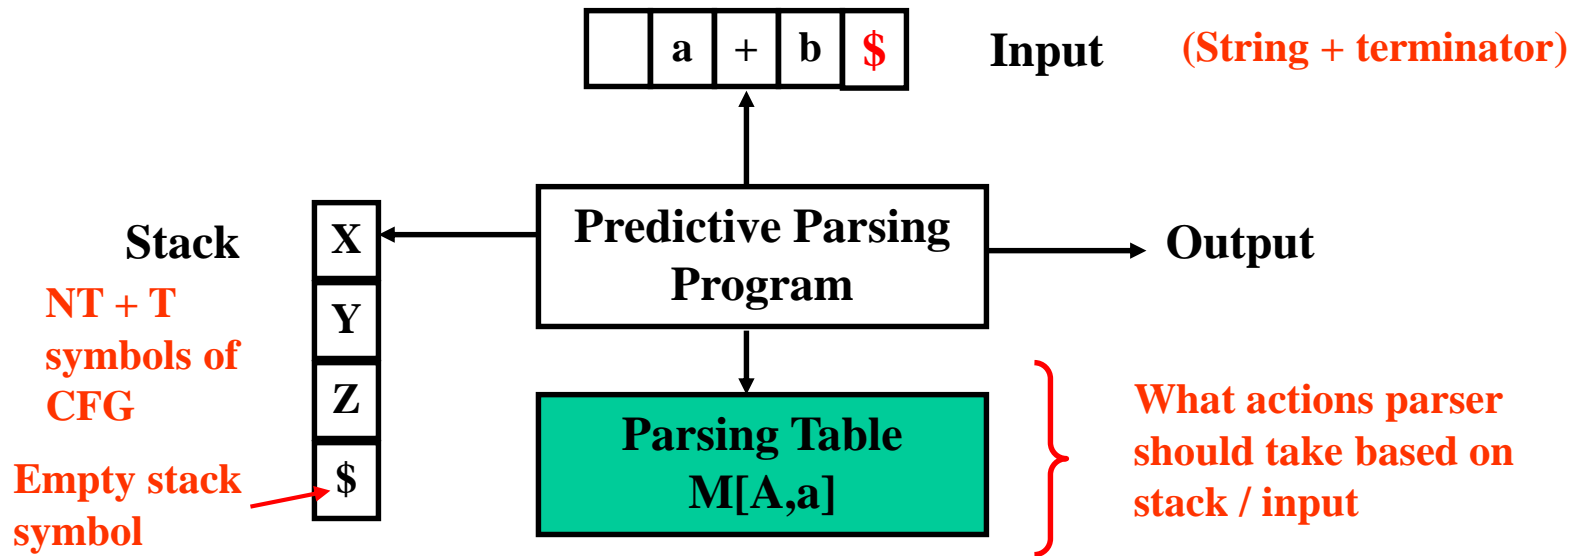 a + b $
Input
(String + terminator)
Stack
X
Y
Z
$
NT + T
symbols of
CFG
Empty stack
symbol
Predictive Parsing
Program
Output
Parsing Table
M[A,a]
What actions parser
should take based on
stack / input